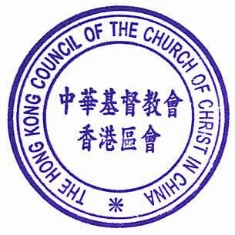 THE HONG KONG COUNCIL OF THE CHURCH OF CHRIST IN CHINA
中華基督教會
香港區會